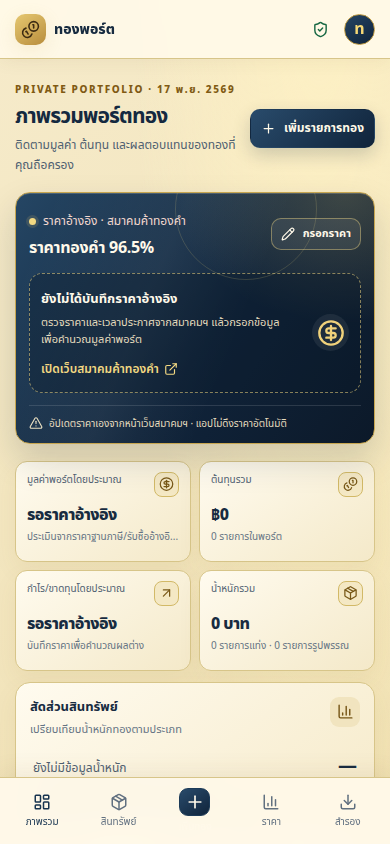 ทองพอร์ต
ก
PRIVATE PORTFOLIO · 17 พ.ย. 2569
ภาพรวมพอร์ตทอง
ติดตามมูลค่า ต้นทุน และผลตอบแทนของทองที่
คุณถือครอง
เพิ่มรายการทอง
ราคาอ้างอิง · สมาคมค้าทองคำ
ราคาทองคำ 96.5%
กรอกราคา
ยังไม่ได้บันทึกราคาอ้างอิง
ตรวจราคาและเวลาประกาศจากสมาคมฯ แล้วกรอกข้อมูล
เพื่อคำนวณมูลค่าพอร์ต
เปิดเว็บสมาคมค้าทองคำ
อัปเดตราคาเองจากหน้าเว็บสมาคมฯ · แอปไม่ดึงราคาอัตโนมัติ
มูลค่าพอร์ตโดยประมาณ
รอราคาอ้างอิง
ประเมินจากราคาฐานภาษี/รับซื้ออ้างอิ...
ต้นทุนรวม
฿0
0 รายการในพอร์ต
กำไร/ขาดทุนโดยประมาณ
รอราคาอ้างอิง
บันทึกราคาเพื่อคำนวณผลต่าง
น้ำหนักรวม
0 บาท
0 รายการแท่ง · 0 รายการรูปพรรณ
สัดส่วนสินทรัพย์
เปรียบเทียบน้ำหนักทองตามประเภท
ยังไม่มีข้อมูลน้ำหนัก
—
ภาพรวม
สินทรัพย์
ราคา
สำรอง